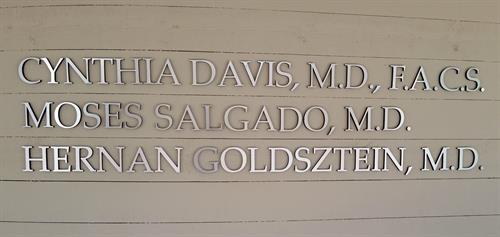 CYNTHIA DAVIS, M.D., F.A.C.S.
MOSES SALGADO, M.D.
HERNAN GOLDSZTEIN, M.D.